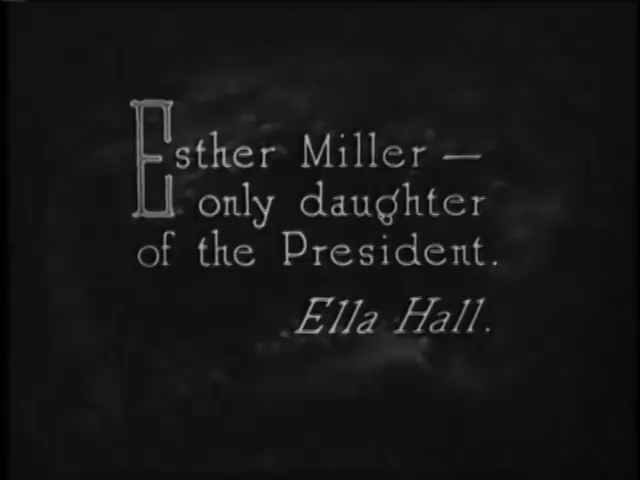 Esther Miller —
only daughter
of the President.
Ella Hall.